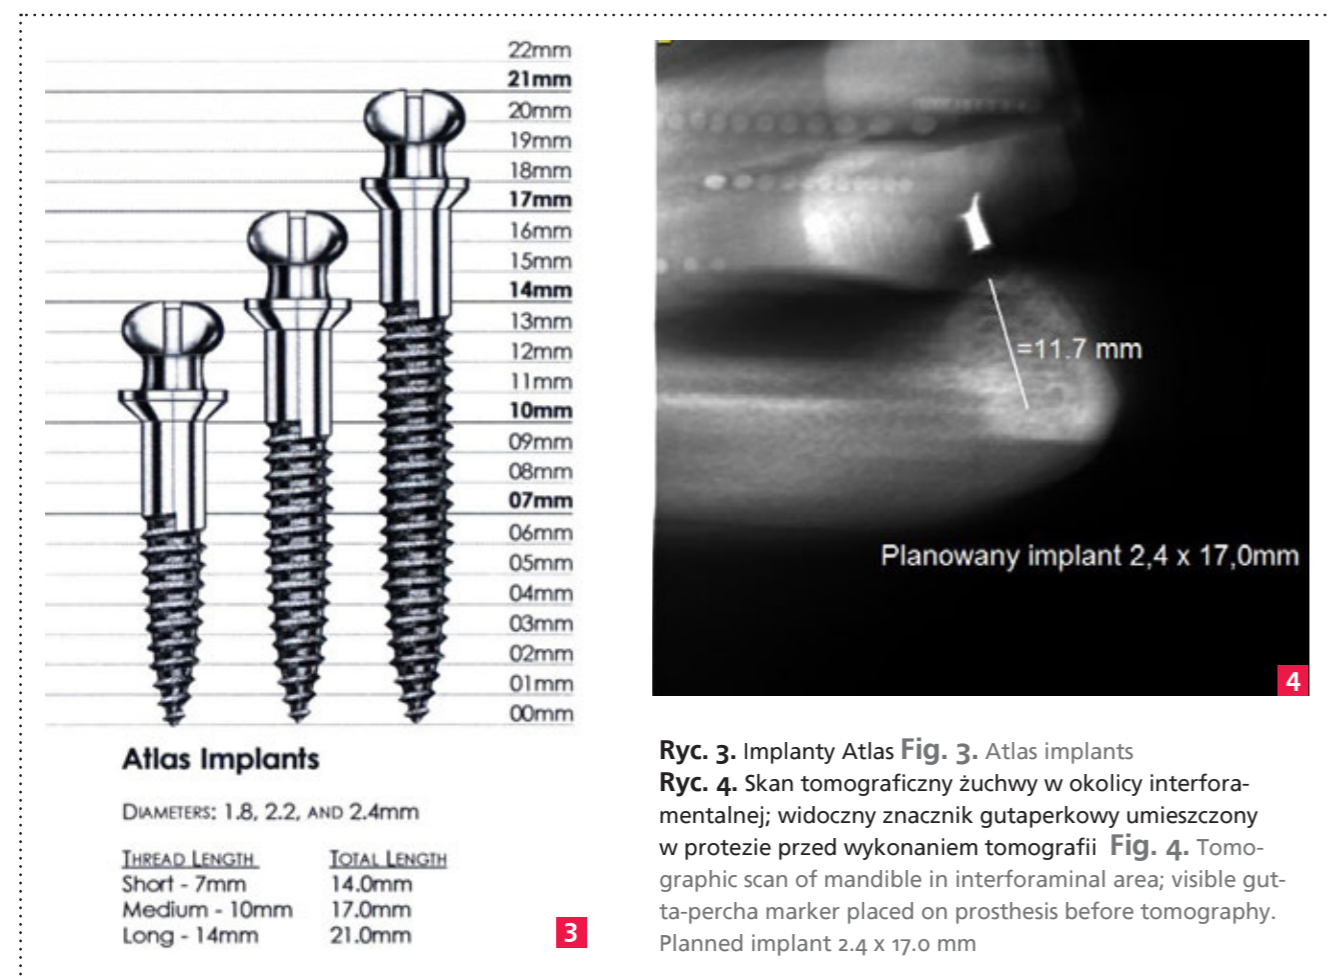 22mm
21mm
20mm
19mm
18mm
17mm
16mm
15mm
14mm
13mm
12mm
11mm
10mm
09mm
08mm
07mm
06mm
05mm
04mm
03mm
02mm
01mm
00mm
Atlas Implants
DIAMETERS: 1.8, 2.2, AND 2.4mm
THREAD LENGTH TOTAL LENGTH
Short - 7mm 14.0mm
Medium - 10mm 17.0mm
Long - 14mm 21.0mm
3
=11.7 mm
Planowany implant 2,4 x 17,0mm
4
Ryc. 3. Implanty Atlas Fig. 3. Atlas implants
Ryc. 4. Skan tomograficzny żuchwy w okolicy interfora-
mentalnej; widoczny znacznik gutaperkowy umieszczony
w protezie przed wykonaniem tomografii Fig. 4. Tomo-
graphic scan of mandible in interforaminal area; visible gut-
ta-percha marker placed on prosthesis before tomography.
Planned implant 2.4 x 17.0 mm